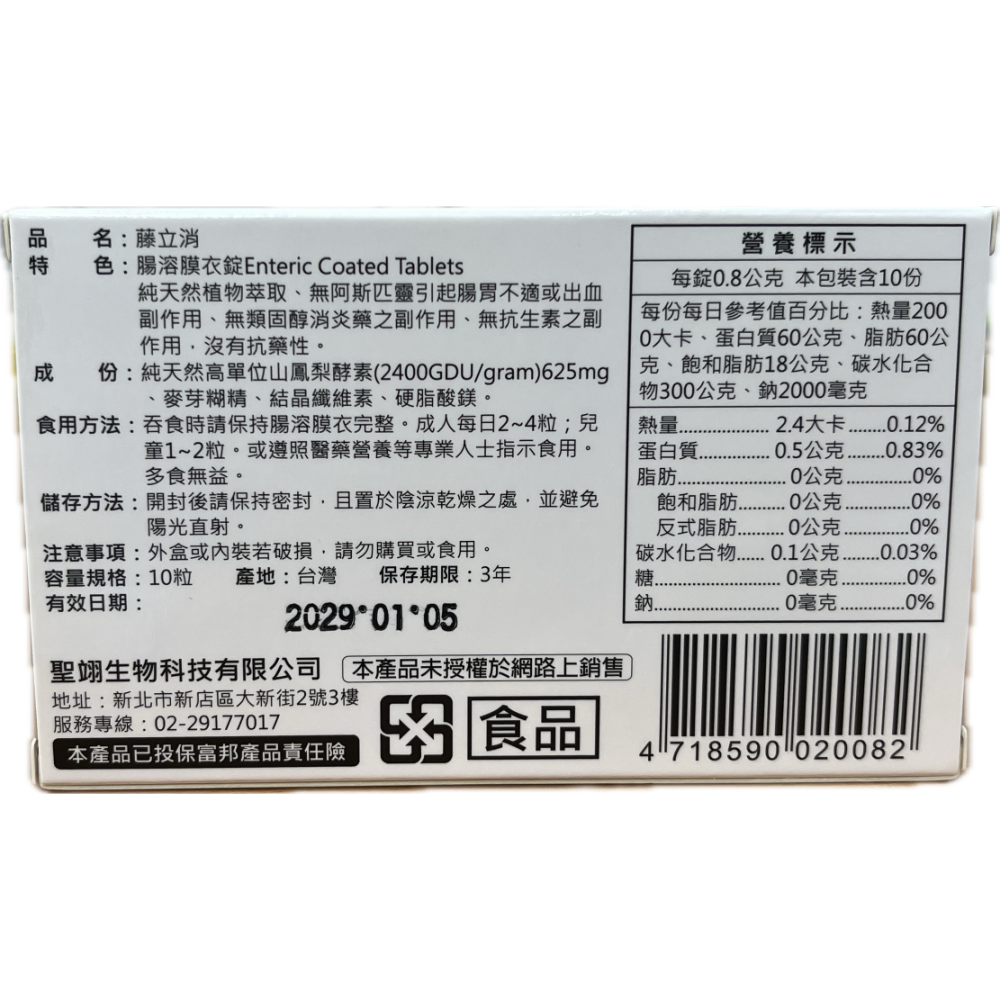 品 名：藤立消
特 色：腸溶膜衣錠Enteric Coated Tablets
純天然植物萃取、無阿斯匹靈引起腸胃不適或出血
副作用、無類固醇消炎藥之副作用、無抗生素之副
作用，沒有抗藥性。
成 份：純天然高單位山鳳梨酵素(2400GDU/gram)625mg
、麥芽糊精、結晶纖維素、硬脂酸鎂。
食用方法：吞食時請保持腸溶膜衣完整。成人每日2~4粒；兒
童1~2粒。或遵照醫藥營養等專業人士指示食用。
多食無益。
儲存方法：開封後請保持密封，且置於陰涼乾燥之處，並避免
陽光直射。
注意事項：外盒或內裝若破損，請勿購買或食用。
容量規格：10粒 產地：台灣 保存期限：3年
有效日期：
2029 01 05
聖翊生物科技有限公司 本產品未授權於網路上銷售
地址：新北市新店區大新街2號3樓
服務專線：02-29177017
本產品已投保富邦產品責任險
食品
營養標示
每錠0.8公克 本包裝含10份
每份每日參考值百分比：熱量200
0大卡、蛋白質60公克、脂肪60公
克、飽和脂肪18公克、碳水化合
物300公克、鈉2000毫克
熱量.................. 2.4大卡.......0.12%
蛋白質............... 0.5公克.......0.83%
脂肪.................. 0公克............0%
飽和脂肪......... 0公克............0%
反式脂肪......... 0公克............0%
碳水化合物....... 0.1公克.......0.03%
糖..................... 0毫克............0%
鈉..................... 0毫克............0%
4 718590 020082